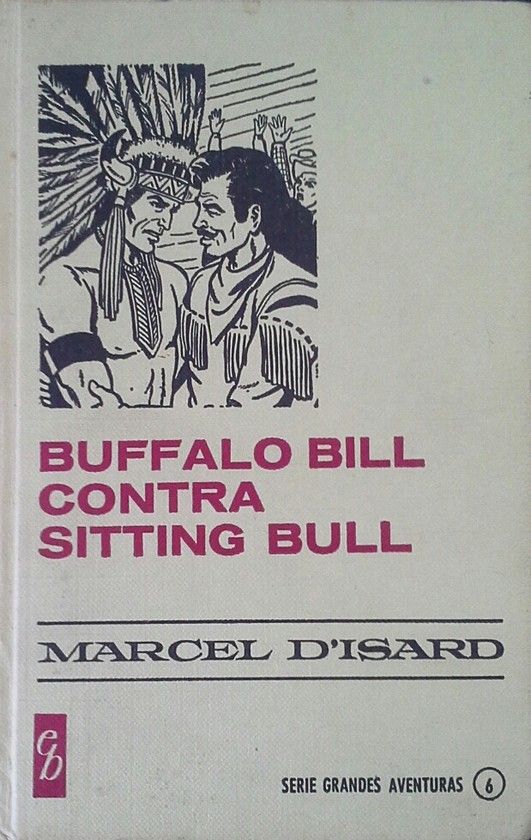 BUFFALO BILL
CONTRA
SITTING BULL
MARCEL D'ISARD
eb
SERIE GRANDES AVENTURAS 6